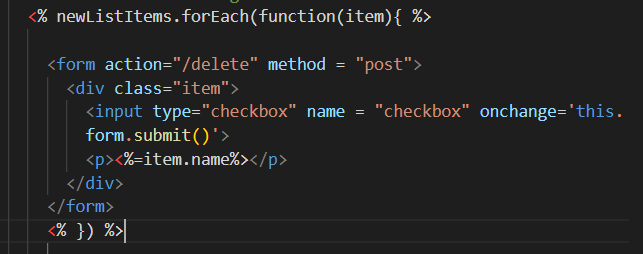 <% newListItems.forEach(function(item){ %>
<form action="/delete" method = "post">
<div class="item">
<input type="checkbox" name = "checkbox" onchange='this.
form.submit()'>
<p><%=item.name%></p>
</div>
</form>
<% }) %>